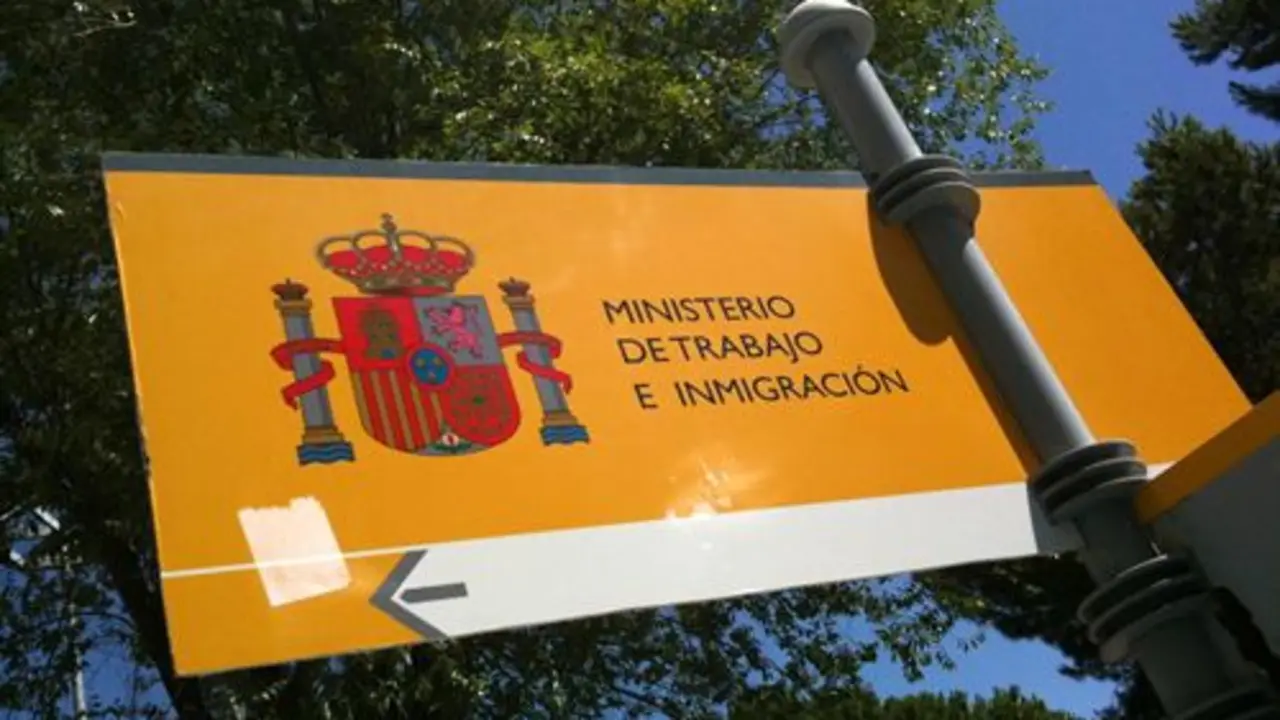 MINISTERIO
DE TRABAJO
E INMIGRACIÓN